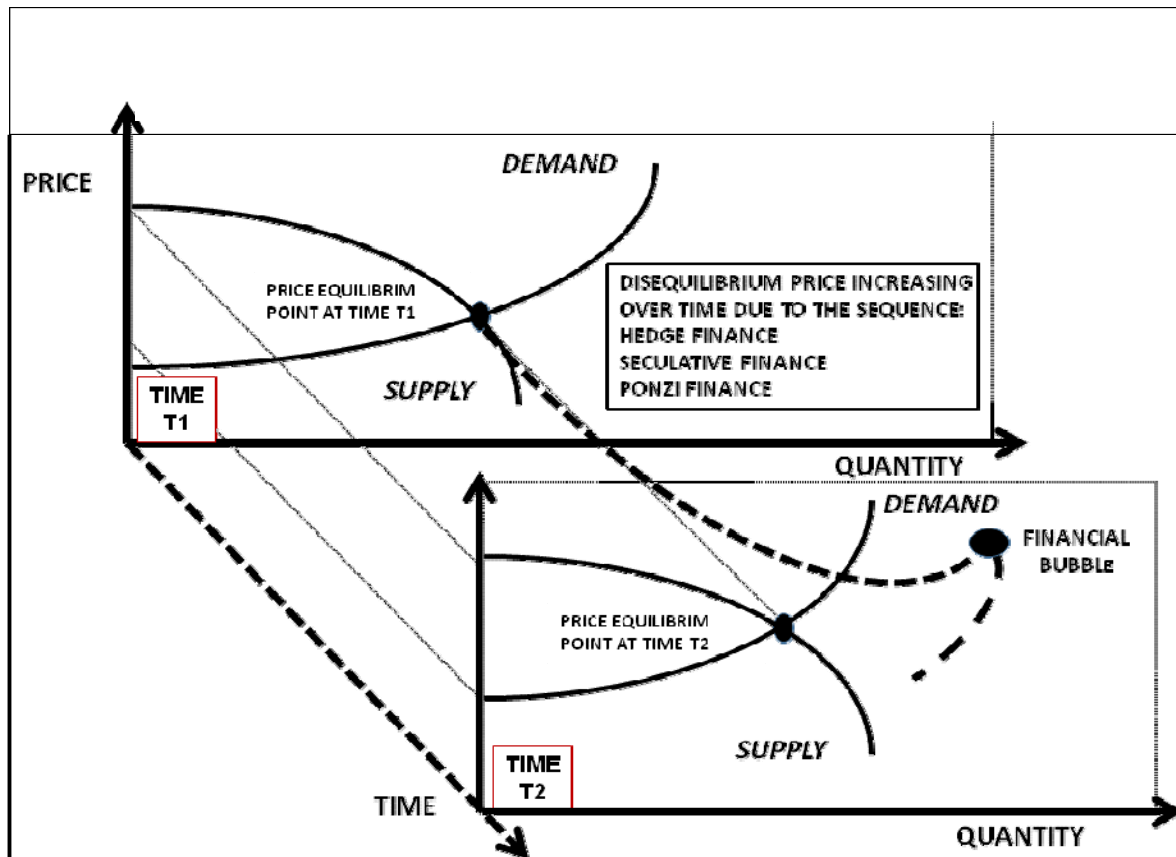 DEMAND
PRICE
DISEQUILIBRIUM PRICE INCREASING
OVER TIME DUE TO THE SEQUENCE:
HEDGE FINANCE
SECULATIVE FINANCE
PONZI FINANCE
PRICE EQUILIBRIM
POINT AT TIME T1
SUPPLY
TIME
T1
QUANTITY
DEMAND
FINANCIAL
BUBBLE
PRICE EQUILIBRIM
POINT AT TIME T2
SUPPLY
TIME
T2
TIME
QUANTITY